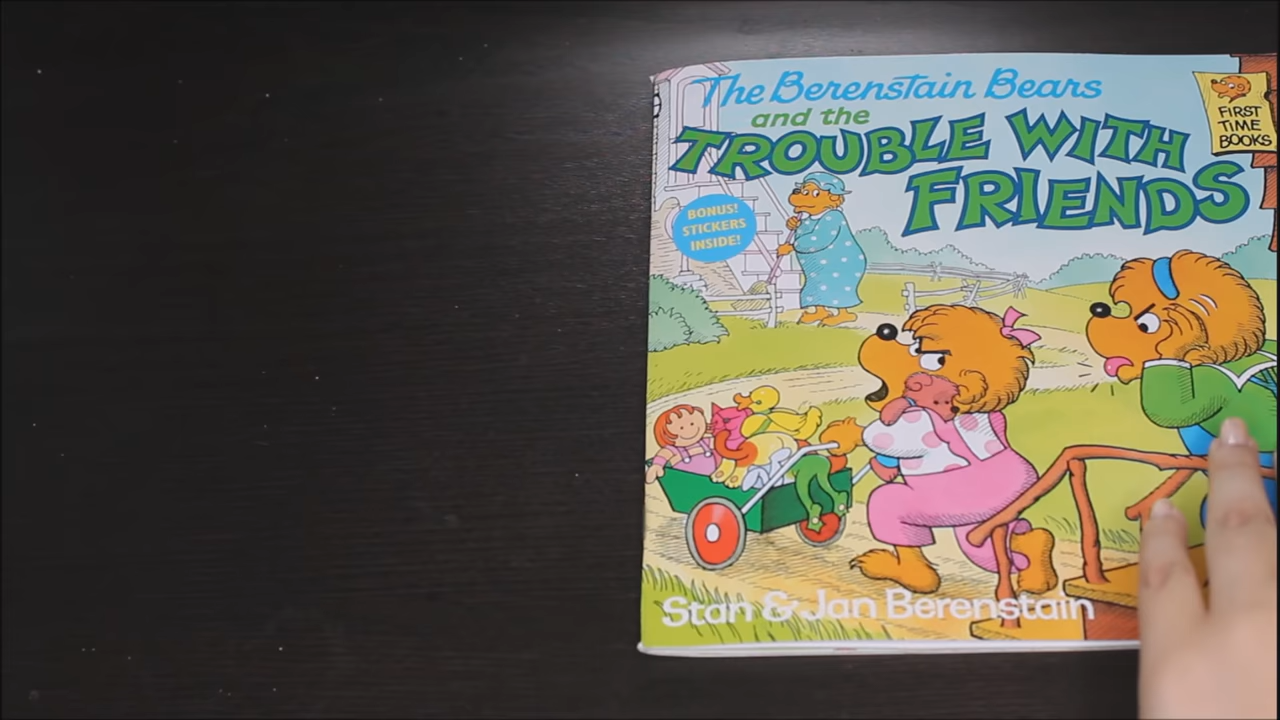 The Berenstain Bears
and the
TROUBLE WITH
FRIENDS
FIRST
TIME
BOOKS
BONUS!
STICKERS
INSIDE!
Stan & Jan Berenstain